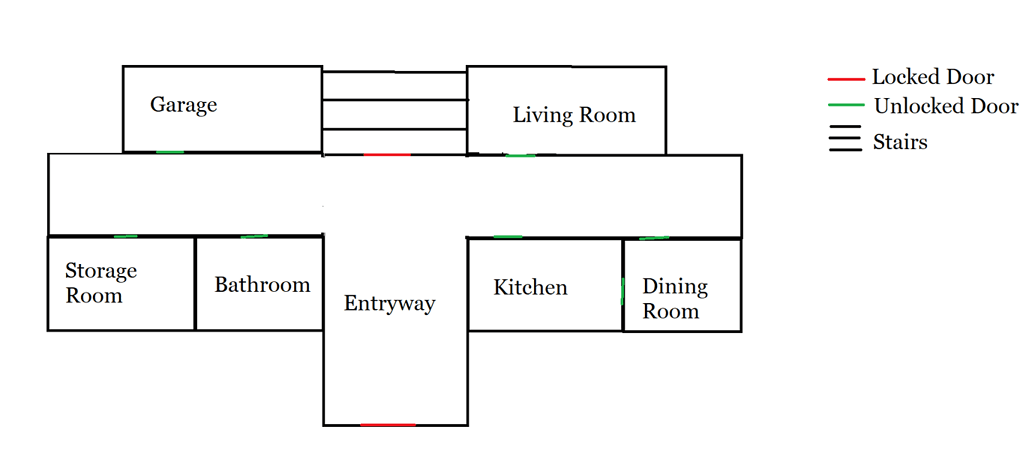 Garage
Living Room
Locked Door
Unlocked Door
Stairs
Storage
Room
Bathroom
Entryway
Kitchen
Dining
Room